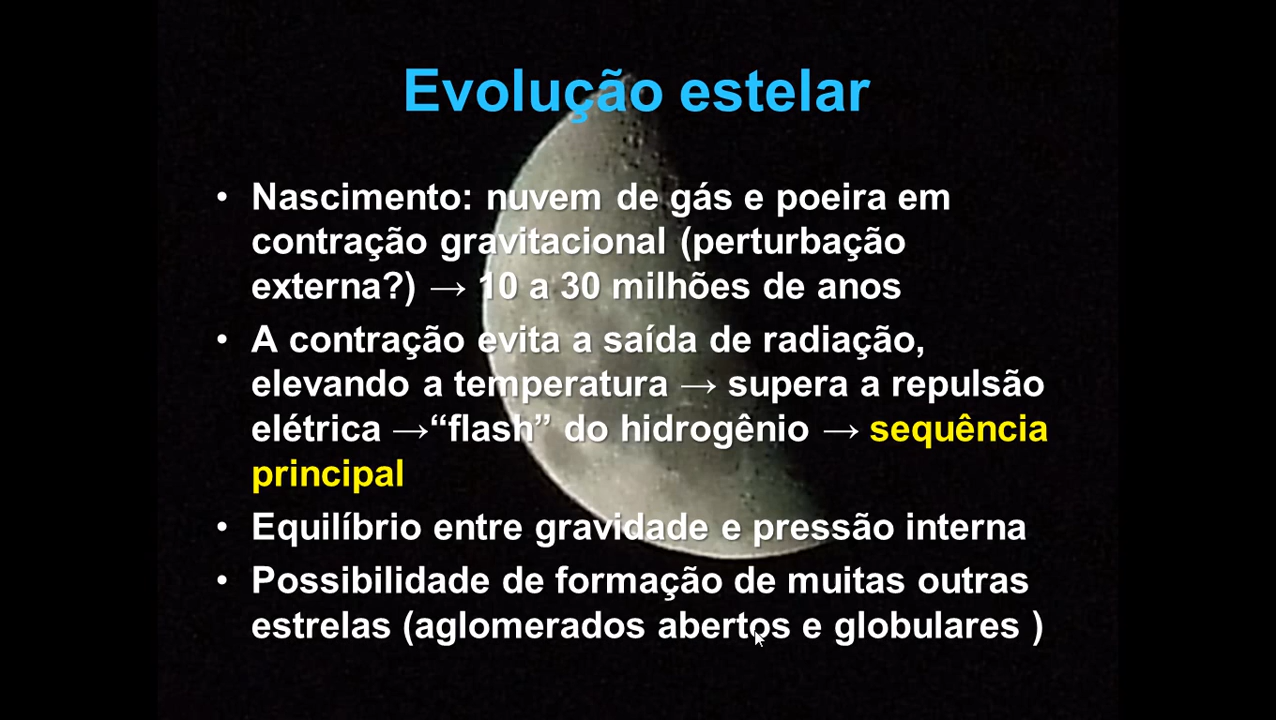 Evolução estelar
• Nascimento: nuvem de gás e poeira em
contração gravitacional (perturbação
externa?) → 10 a 30 milhões de anos
• A contração evita a saída de radiação,
elevando a temperatura → supera a repulsão
elétrica →“flash” do hidrogênio → sequência
principal
• Equilíbrio entre gravidade e pressão interna
• Possibilidade de formação de muitas outras
estrelas (aglomerados abertos e globulares )